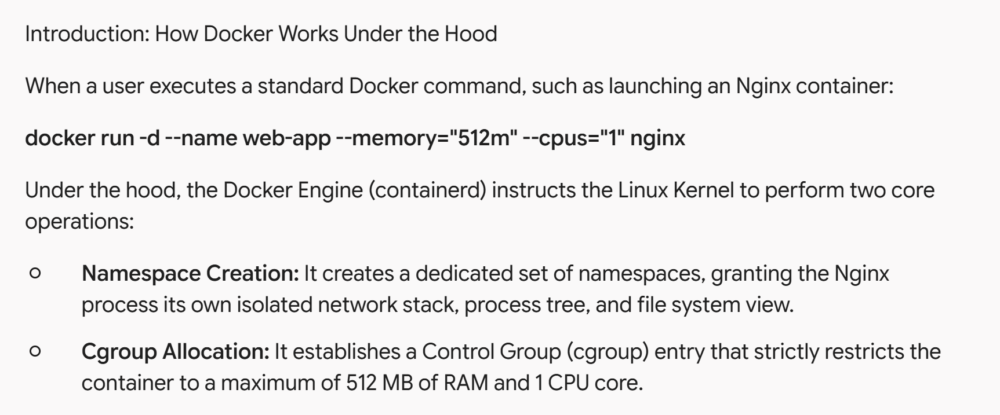 Introduction: How Docker Works Under the Hood
When a user executes a standard Docker command, such as launching an Nginx container:
docker run -d --name web-app --memory="512m" --cpus="1" nginx
Under the hood, the Docker Engine (containerd) instructs the Linux Kernel to perform two core
operations:
Namespace Creation: It creates a dedicated set of namespaces, granting the Nginx
process its own isolated network stack, process tree, and file system view.
Cgroup Allocation: It establishes a Control Group (cgroup) entry that strictly restricts the
container to a maximum of 512 MB of RAM and 1 CPU core.